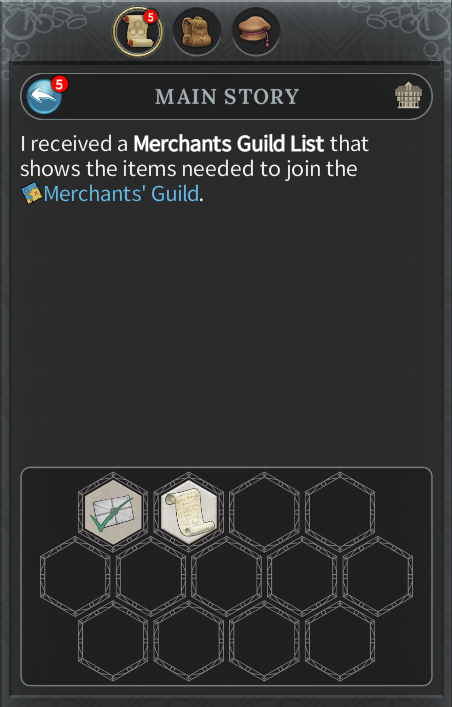 5
5
MAIN STORY
I received a Merchants Guild List that
shows the items needed to join the
Merchants' Guild.